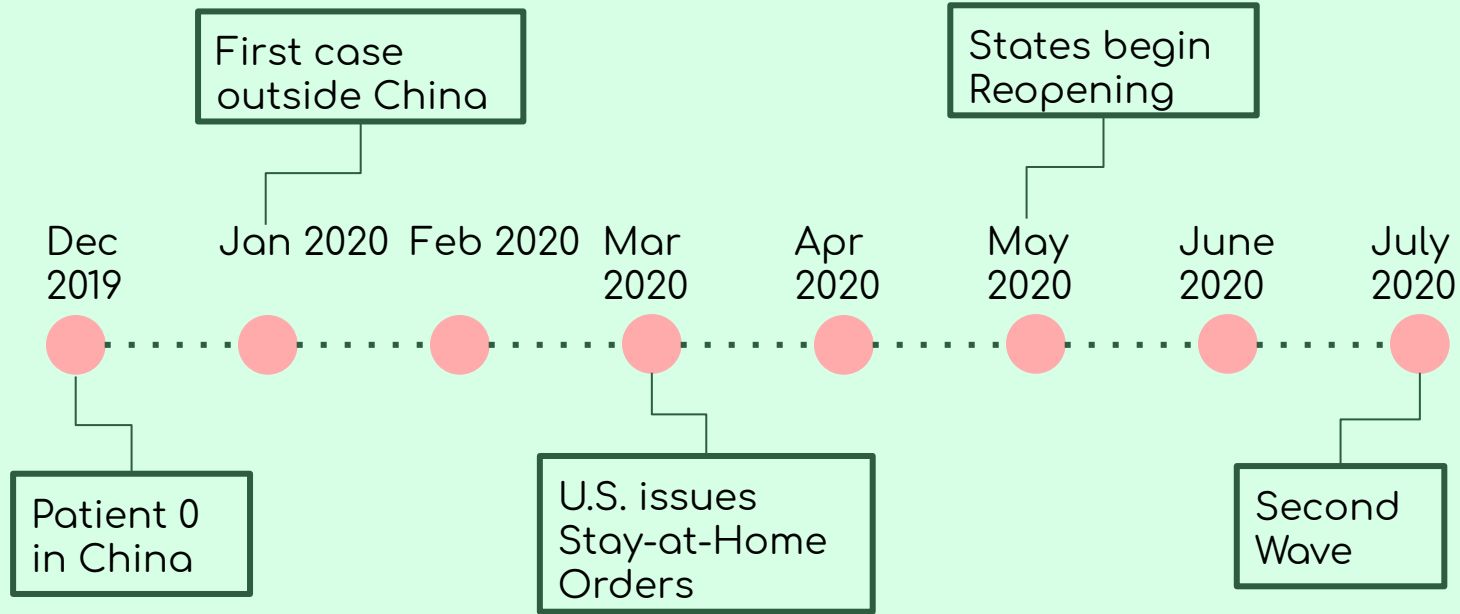 First case
outside China
States begin
Reopening
Dec
2019
Jan 2020
Feb 2020
Mar
2020
Apr
2020
May
2020
June
2020
July
2020
Patient 0
in China
U.S. issues
Stay-at-Home
Orders
Second
Wave